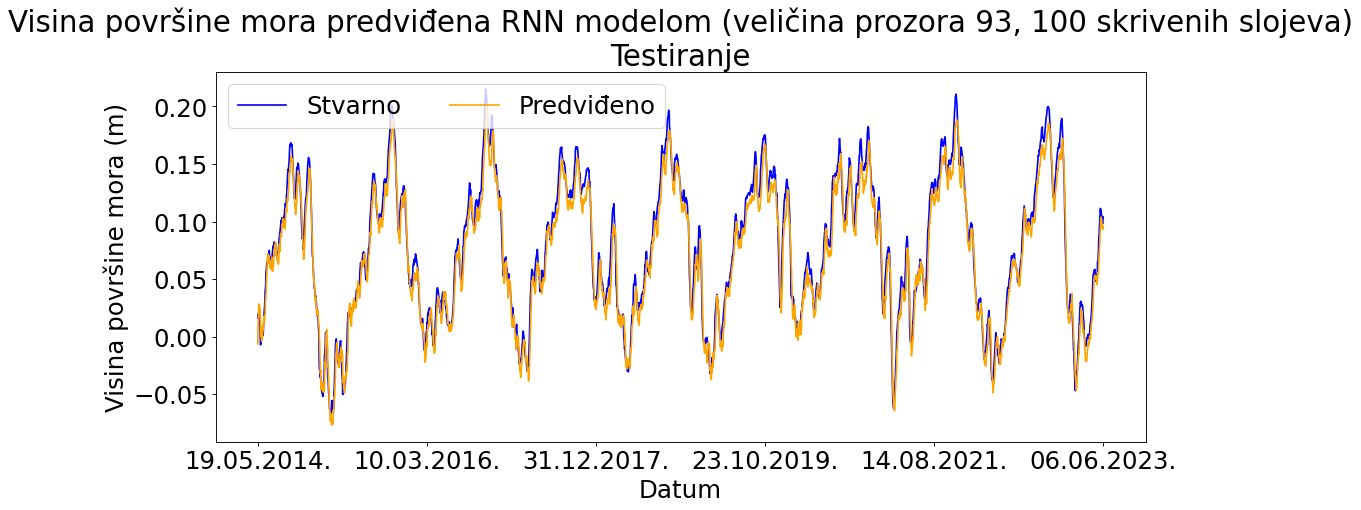 Visina površine mora predviđena RNN modelom (veličina prozora 93, 100 skrivenih slojeva)
Testiranje
Stvarno Predviđeno
Visina površine mora (m)
0.20
0.15
0.10
0.05
0.00
−0.05
19.05.2014. 10.03.2016. 31.12.2017. 23.10.2019. 14.08.2021. 06.06.2023.
Datum